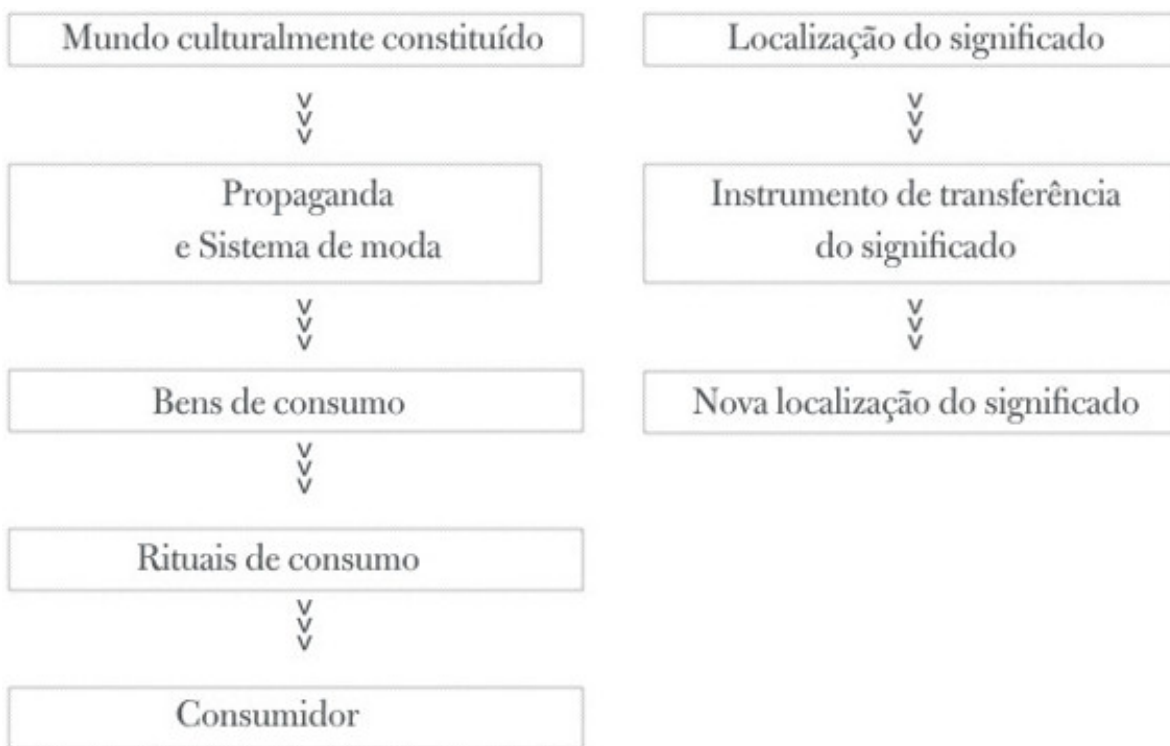 Mundo culturalmente constituído
Propaganda
e Sistema de moda
Bens de consumo
Rituais de consumo
Consumidor
Localização do significado
Instrumento de transferência
do significado
Nova localização do significado